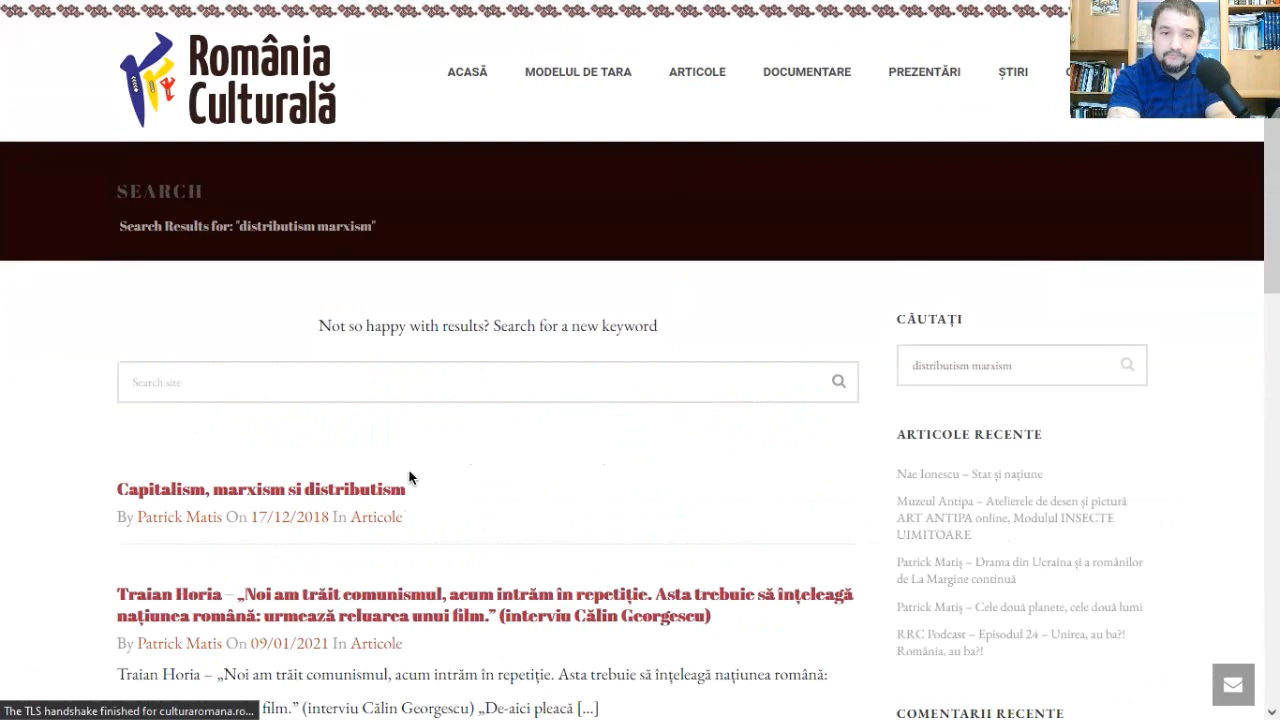 România
Culturală
ACASĂ MODELUL DE TARA ARTICOLE DOCUMENTARE PREZENTĂRI ȘTIRI
SEARCH
Search Results for: "distributism marxism"
Not so happy with results? Search for a new keyword
Search site
Capitalism, marxism si distributism
By Patrick Matis On 17/12/2018 In Articole
Traian Horia – „Noi am trăit comunismul, acum intrăm în repetiție. Asta trebuie să înțeleagă
națiunea română: urmează reluarea unui film.” (interviu Călin Georgescu)
By Patrick Matis On 09/01/2021 In Articole
Traian Horia – „Noi am trăit comunismul, acum intrăm în repetiție. Asta trebuie să înțeleagă națiunea română:
film.” (interviu Călin Georgescu) „De-aici pleacă […]
CĂUTAȚI
distributism marxism
ARTICOLE RECENTE
Nae Ionescu – Stat și națiune
Muzeul Antipa – Atelierele de desen și pictură
ART ANTIPA online, Modulul INSECTE
UIMITOARE
Patrick Matiș – Drama din Ucraina și a românilor
de La Margine continuă
Patrick Matiș – Cele două planete, cele două lumi
RRC Podcast – Episodul 24 – Unirea, au ba?!
România, au ba?!
COMENTARII RECENTE
The TLS handshake finished for culturaromana.ro...